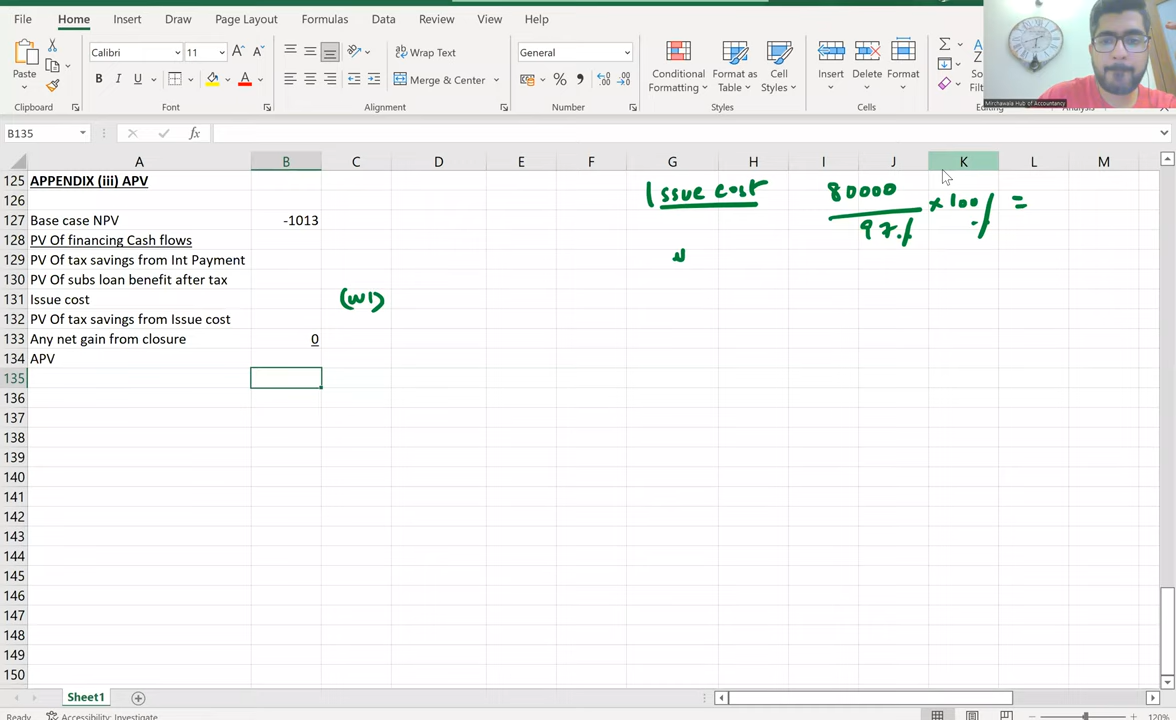 File Home Insert Draw Page Layout Formulas Data Review View Help
Calibri 11 Wrap Text General
Paste Merge & Center Conditional Formatting Format as Table Cell Styles Insert Delete Format
Clipboard Font Alignment Number Styles Cells Editing
Mirchawala Hub of Accountancy
B135 fx
A B C D E F G H I J K L M
125 APPENDIX (iii) APV Issue cost 80000 / 97% × 100% =
126
127 Base case NPV -1013
128 PV Of financing Cash flows
129 PV Of tax savings from Int Payment
130 PV Of subs loan benefit after tax
131 Issue cost (W1)
132 PV Of tax savings from Issue cost
133 Any net gain from closure 0
134 APV
135
136
137
138
139
140
141
142
143
144
145
146
147
148
149
150
Sheet1
Ready Accessibility: Investigate 120%